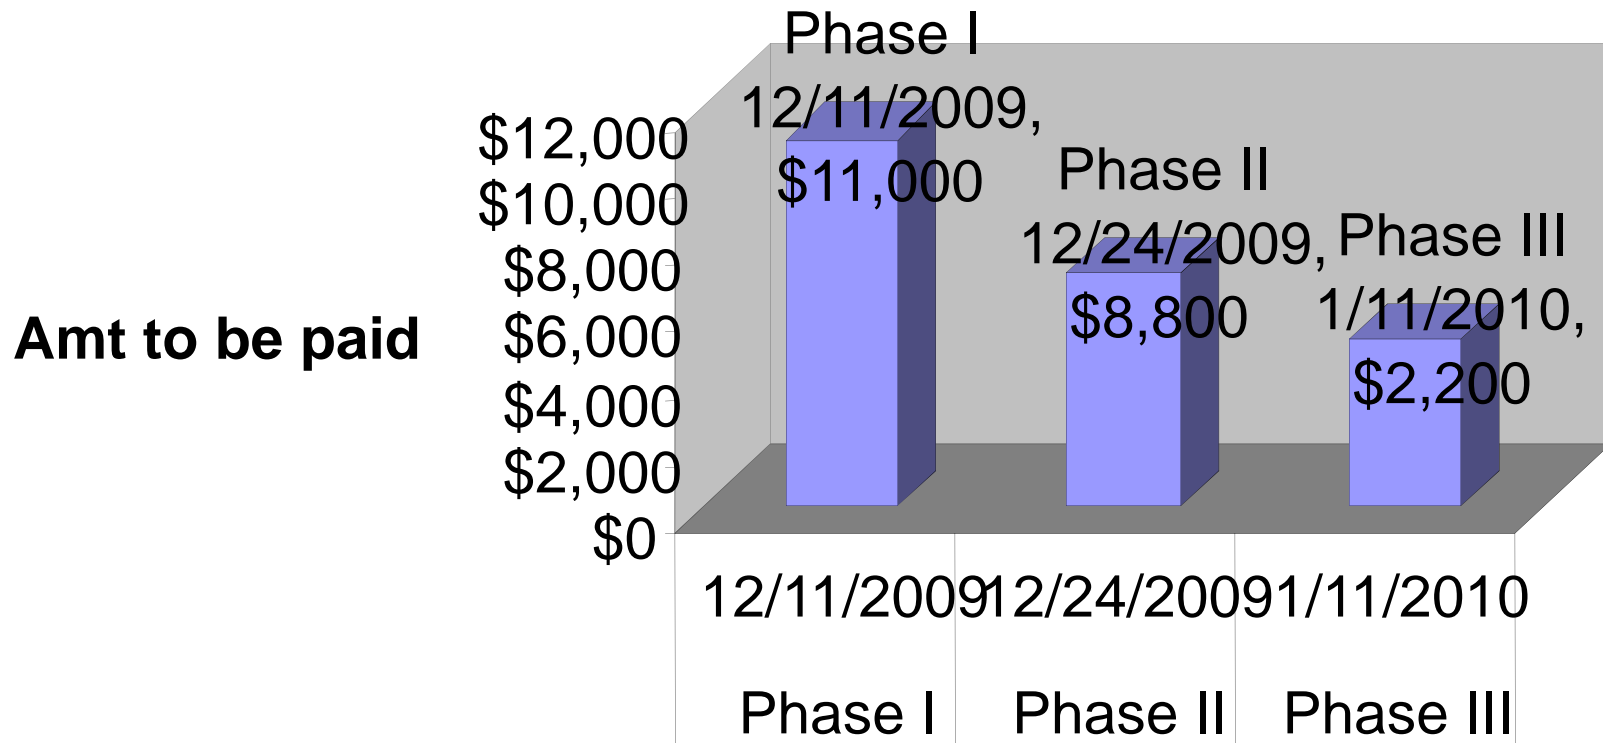 Phase I
12/11/2009,
$11,000
Phase II
12/24/2009,
$8,800
Phase III
1/11/2010,
$2,200
$12,000
$10,000
$8,000
$6,000
$4,000
$2,000
$0
Amt to be paid
12/11/2009 12/24/2009 1/11/2010
Phase I Phase II Phase III